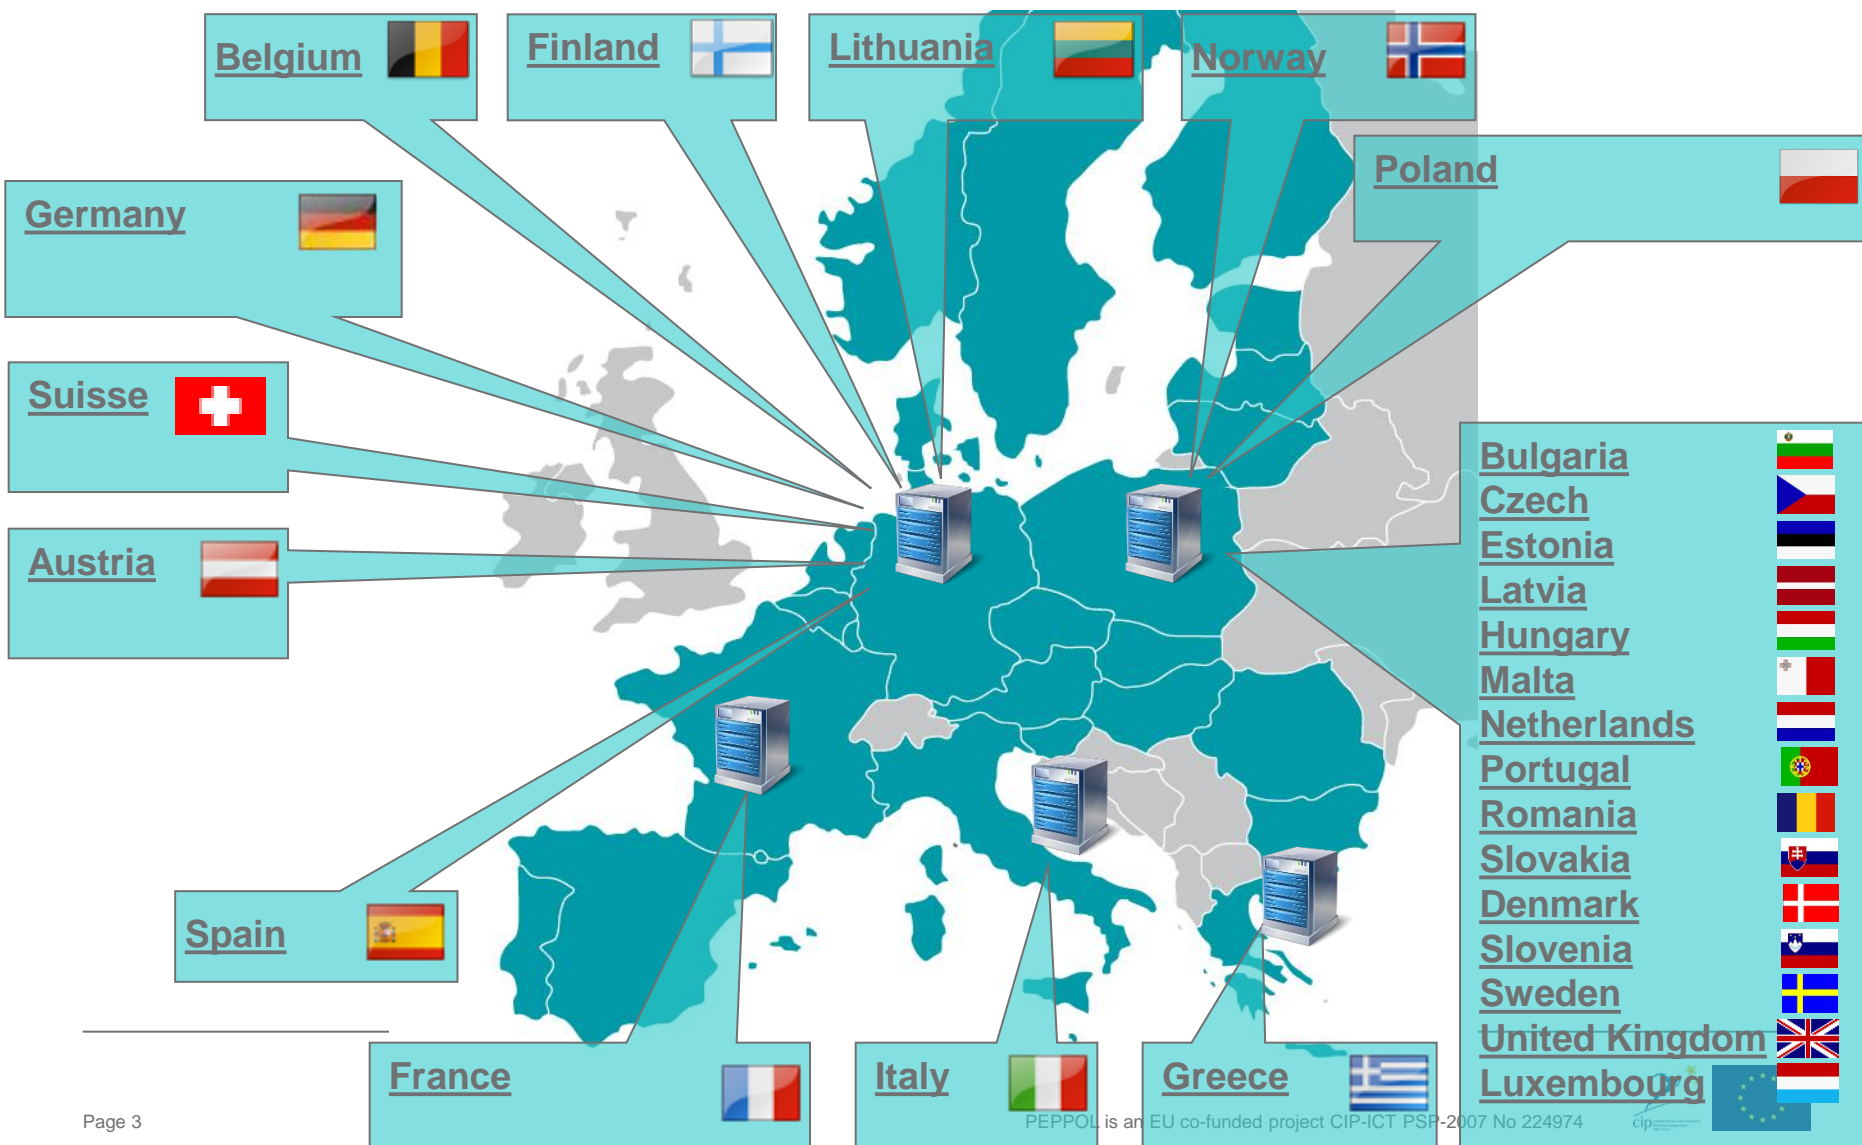 Belgium
Finland
Lithuania
Norway
Poland
Germany
Suisse
Austria
Bulgaria
Czech
Estonia
Latvia
Hungary
Malta
Netherlands
Portugal
Romania
Slovakia
Denmark
Slovenia
Sweden
United Kingdom
Luxembourg
Spain
France
Italy
Greece
Page 3
PEPPOL is an EU co-funded project CIP-ICT PSP-2007 No 224974
cip